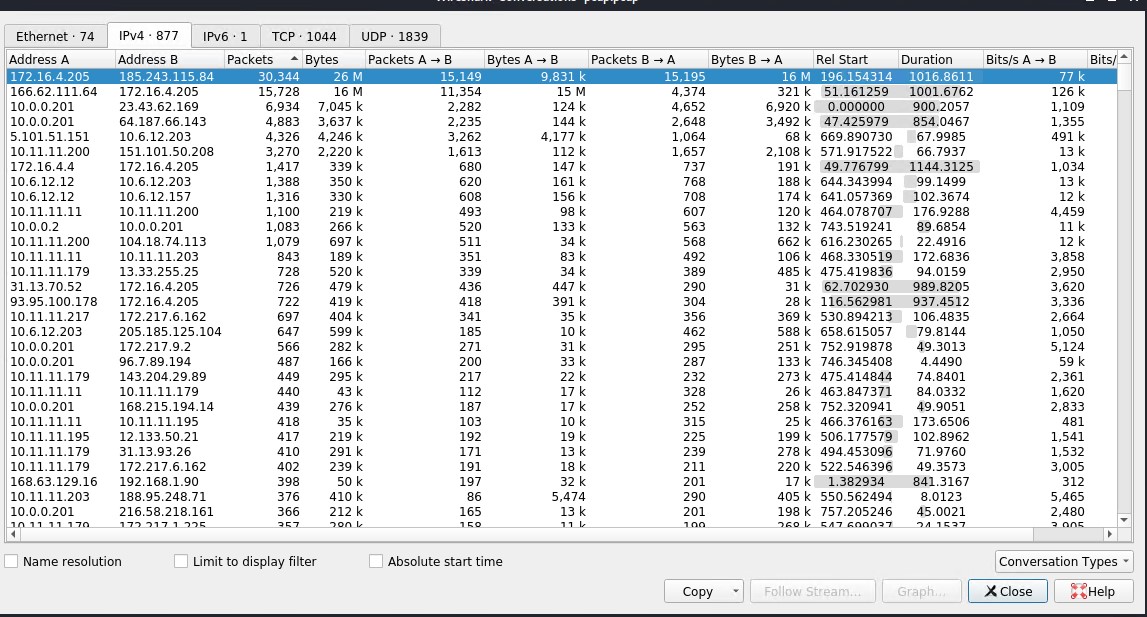 Wireshark · Conversations · pcap.pcap
Ethernet · 74 IPv4 · 877 IPv6 · 1 TCP · 1044 UDP · 1839
Address A Address B Packets Bytes Packets A → B Bytes A → B Packets B → A Bytes B → A Rel Start Duration Bits/s A → B Bits/
172.16.4.205 185.243.115.84 30,344 26 M 15,149 9,831 k 15,195 16 M 196.154314 1016.8611 77 k
166.62.111.64 172.16.4.205 15,728 16 M 11,354 15 M 4,374 321 k 51.161259 1001.6762 126 k
10.0.0.201 23.43.62.169 6,934 7,045 k 2,282 124 k 4,652 6,920 k 0.000000 900.2057 1,109
10.0.0.201 64.187.66.143 4,883 3,637 k 2,235 144 k 2,648 3,492 k 47.425979 854.0467 1,355
5.101.51.151 10.6.12.203 4,326 4,246 k 3,262 4,177 k 1,064 68 k 669.890730 67.9985 491 k
10.11.11.200 151.101.50.208 3,270 2,220 k 1,613 112 k 1,657 2,108 k 571.917522 66.7937 13 k
172.16.4.4 172.16.4.205 1,417 339 k 680 147 k 737 191 k 49.776799 1144.3125 1,034
10.6.12.12 10.6.12.203 1,388 350 k 620 161 k 768 188 k 644.343994 99.1499 13 k
10.6.12.12 10.6.12.157 1,316 330 k 608 156 k 708 174 k 641.057369 102.3674 12 k
10.11.11.11 10.11.11.200 1,100 219 k 493 98 k 607 120 k 464.078707 176.9288 4,459
10.0.0.2 10.0.0.201 1,083 266 k 520 133 k 563 132 k 743.519241 89.6854 11 k
10.11.11.200 104.18.74.113 1,079 697 k 511 34 k 568 662 k 616.230265 22.4916 12 k
10.11.11.11 10.11.11.203 843 189 k 351 83 k 492 106 k 468.330519 172.6836 3,858
10.11.11.179 13.33.255.25 728 520 k 339 34 k 389 485 k 475.419836 94.0159 2,950
31.13.70.52 172.16.4.205 726 479 k 436 447 k 290 31 k 62.702930 989.8205 3,620
93.95.100.178 172.16.4.205 722 419 k 418 391 k 304 28 k 116.562981 937.4512 3,336
10.11.11.217 172.217.6.162 697 404 k 341 35 k 356 369 k 530.894213 106.4835 2,664
10.6.12.203 205.185.125.104 647 599 k 185 10 k 462 588 k 658.615057 79.8144 1,050
10.0.0.201 172.217.9.2 566 282 k 271 31 k 295 251 k 752.919878 49.3013 5,124
10.0.0.201 96.7.89.194 487 166 k 200 33 k 287 133 k 746.345408 4.4490 59 k
10.11.11.179 143.204.29.89 449 295 k 217 22 k 232 273 k 475.414844 74.8401 2,361
10.11.11.11 10.11.11.179 440 43 k 112 17 k 328 26 k 463.847371 84.0332 1,620
10.0.0.201 168.215.194.14 439 276 k 187 17 k 252 258 k 752.320941 49.9051 2,833
10.11.11.11 10.11.11.195 418 35 k 103 10 k 315 25 k 466.376163 173.6506 481
10.11.11.195 12.133.50.21 417 219 k 192 19 k 225 199 k 506.177579 102.8962 1,541
10.11.11.179 31.13.93.26 410 291 k 171 13 k 239 278 k 494.453096 71.9760 1,532
10.11.11.179 172.217.6.162 402 239 k 191 18 k 211 220 k 522.546396 49.3573 3,005
168.63.129.16 192.168.1.90 398 50 k 197 32 k 201 17 k 1.382934 841.3167 312
10.11.11.203 188.95.248.71 376 410 k 86 5,474 290 405 k 550.562494 8.0123 5,465
10.0.0.201 216.58.218.161 366 212 k 165 13 k 201 198 k 757.205246 45.0021 2,480
10.11.11.179 172.217.1.225 357 280 k 158 11 k 199 268 k 547.699037 24.1537 3,905
Name resolution Limit to display filter Absolute start time Conversation Types
Copy Follow Stream... Graph... Close Help